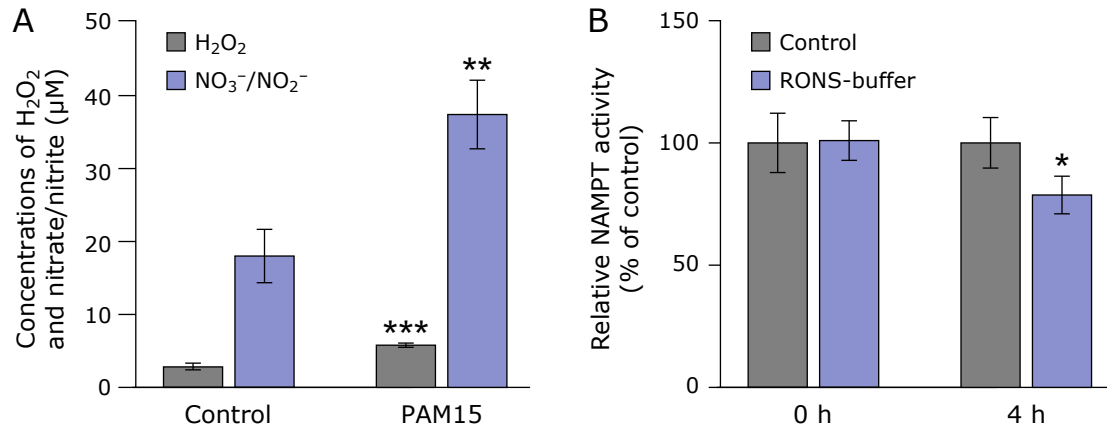 A
Concentrations of H₂O₂
and nitrate/nitrite (μM)
50
40
30
20
10
0
H₂O₂
NO₃⁻/NO₂⁻
***
**
Control
PAM15
B
Relative NAMPT activity
(% of control)
150
100
50
0
Control
RONS-buffer
*
0 h
4 h